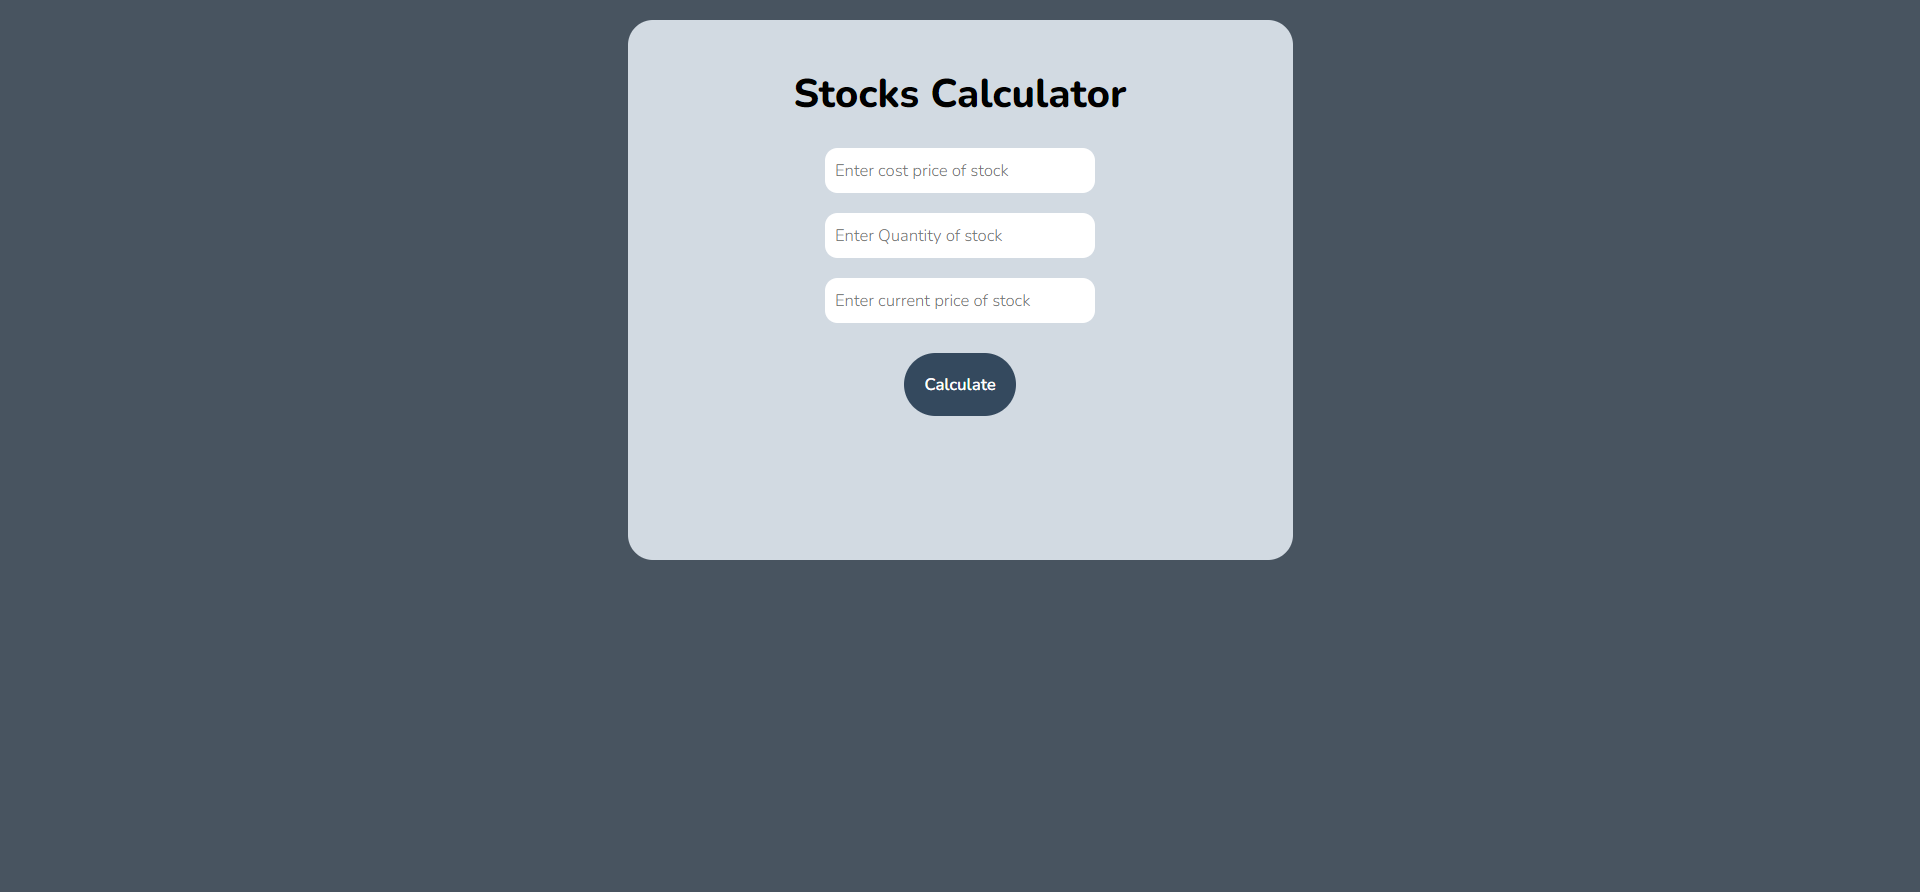 Stocks Calculator
Enter cost price of stock
Enter Quantity of stock
Enter current price of stock
Calculate